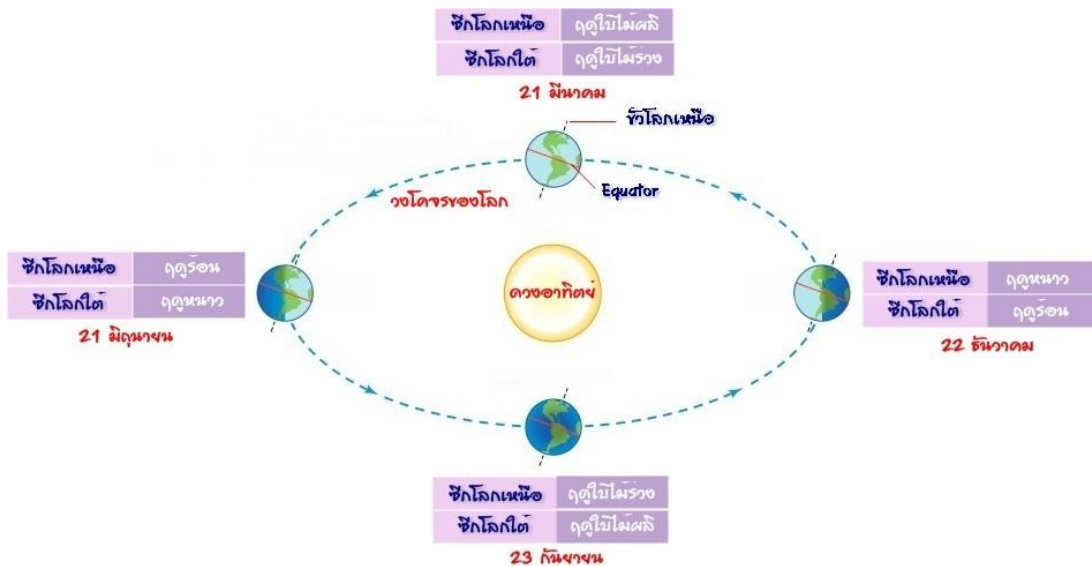 ซีกโลกเหนือ ฤดูใบไม้ผลิ
ซีกโลกใต้ ฤดูใบไม้ร่วง
21 มีนาคม
ขั้วโลกเหนือ
Equator
วงโคจรของโลก
ซีกโลกเหนือ ฤดูร้อน
ซีกโลกใต้ ฤดูหนาว
21 มิถุนายน
ดวงอาทิตย์
ซีกโลกเหนือ ฤดูหนาว
ซีกโลกใต้ ฤดูร้อน
22 ธันวาคม
ซีกโลกเหนือ ฤดูใบไม้ร่วง
ซีกโลกใต้ ฤดูใบไม้ผลิ
23 กันยายน